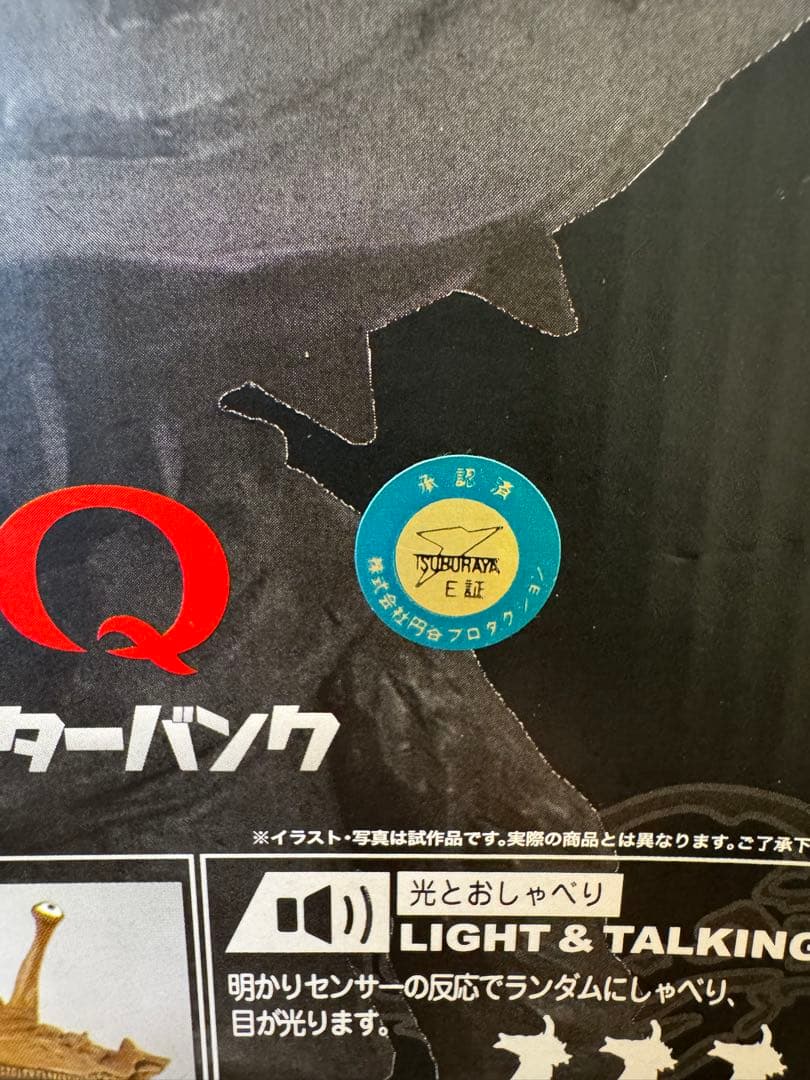 承認済
TSUBURAYA
E証
株式会社円谷プロダクション
Q
ターバンク
※イラスト・写真は試作品です。実際の商品とは異なります。ご了承下
光とおしゃべり
LIGHT & TALKING
明かりセンサーの反応でランダムにしゃべり、
目が光ります。